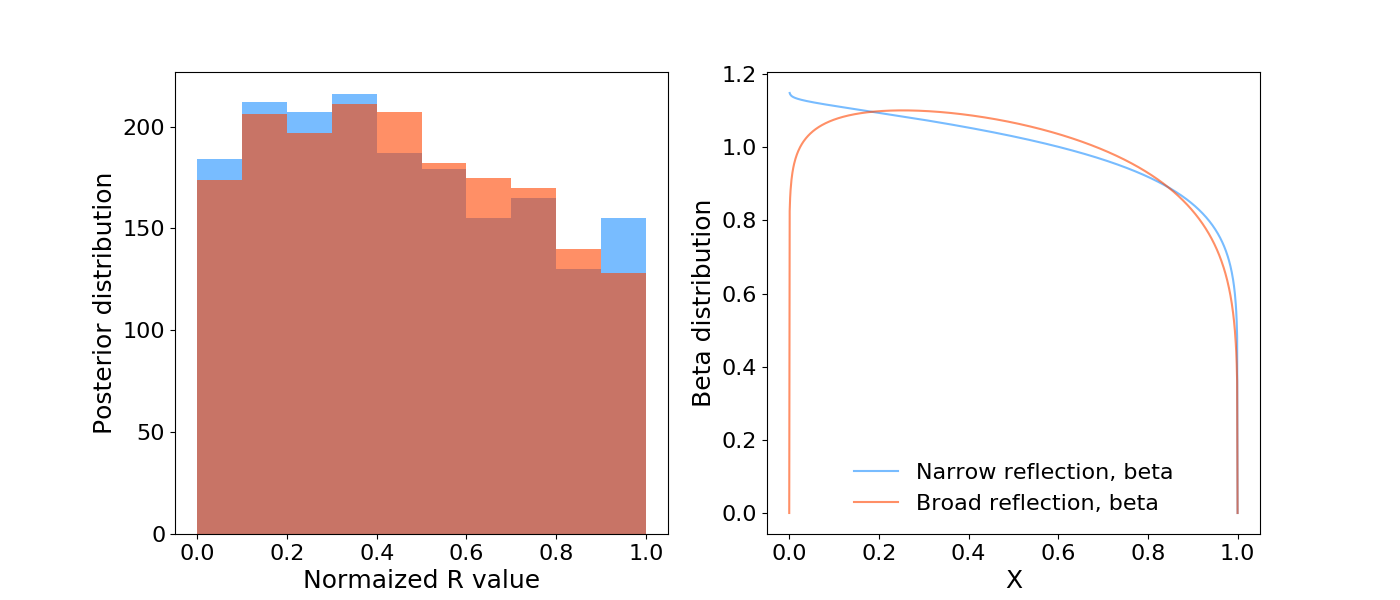 Posterior distribution
200
150
100
50
0
0.0 0.2 0.4 0.6 0.8 1.0
Normaized R value
Beta distribution
1.2
1.0
0.8
0.6
0.4
0.2
0.0
Narrow reflection, beta
Broad reflection, beta
0.0 0.2 0.4 0.6 0.8 1.0
X